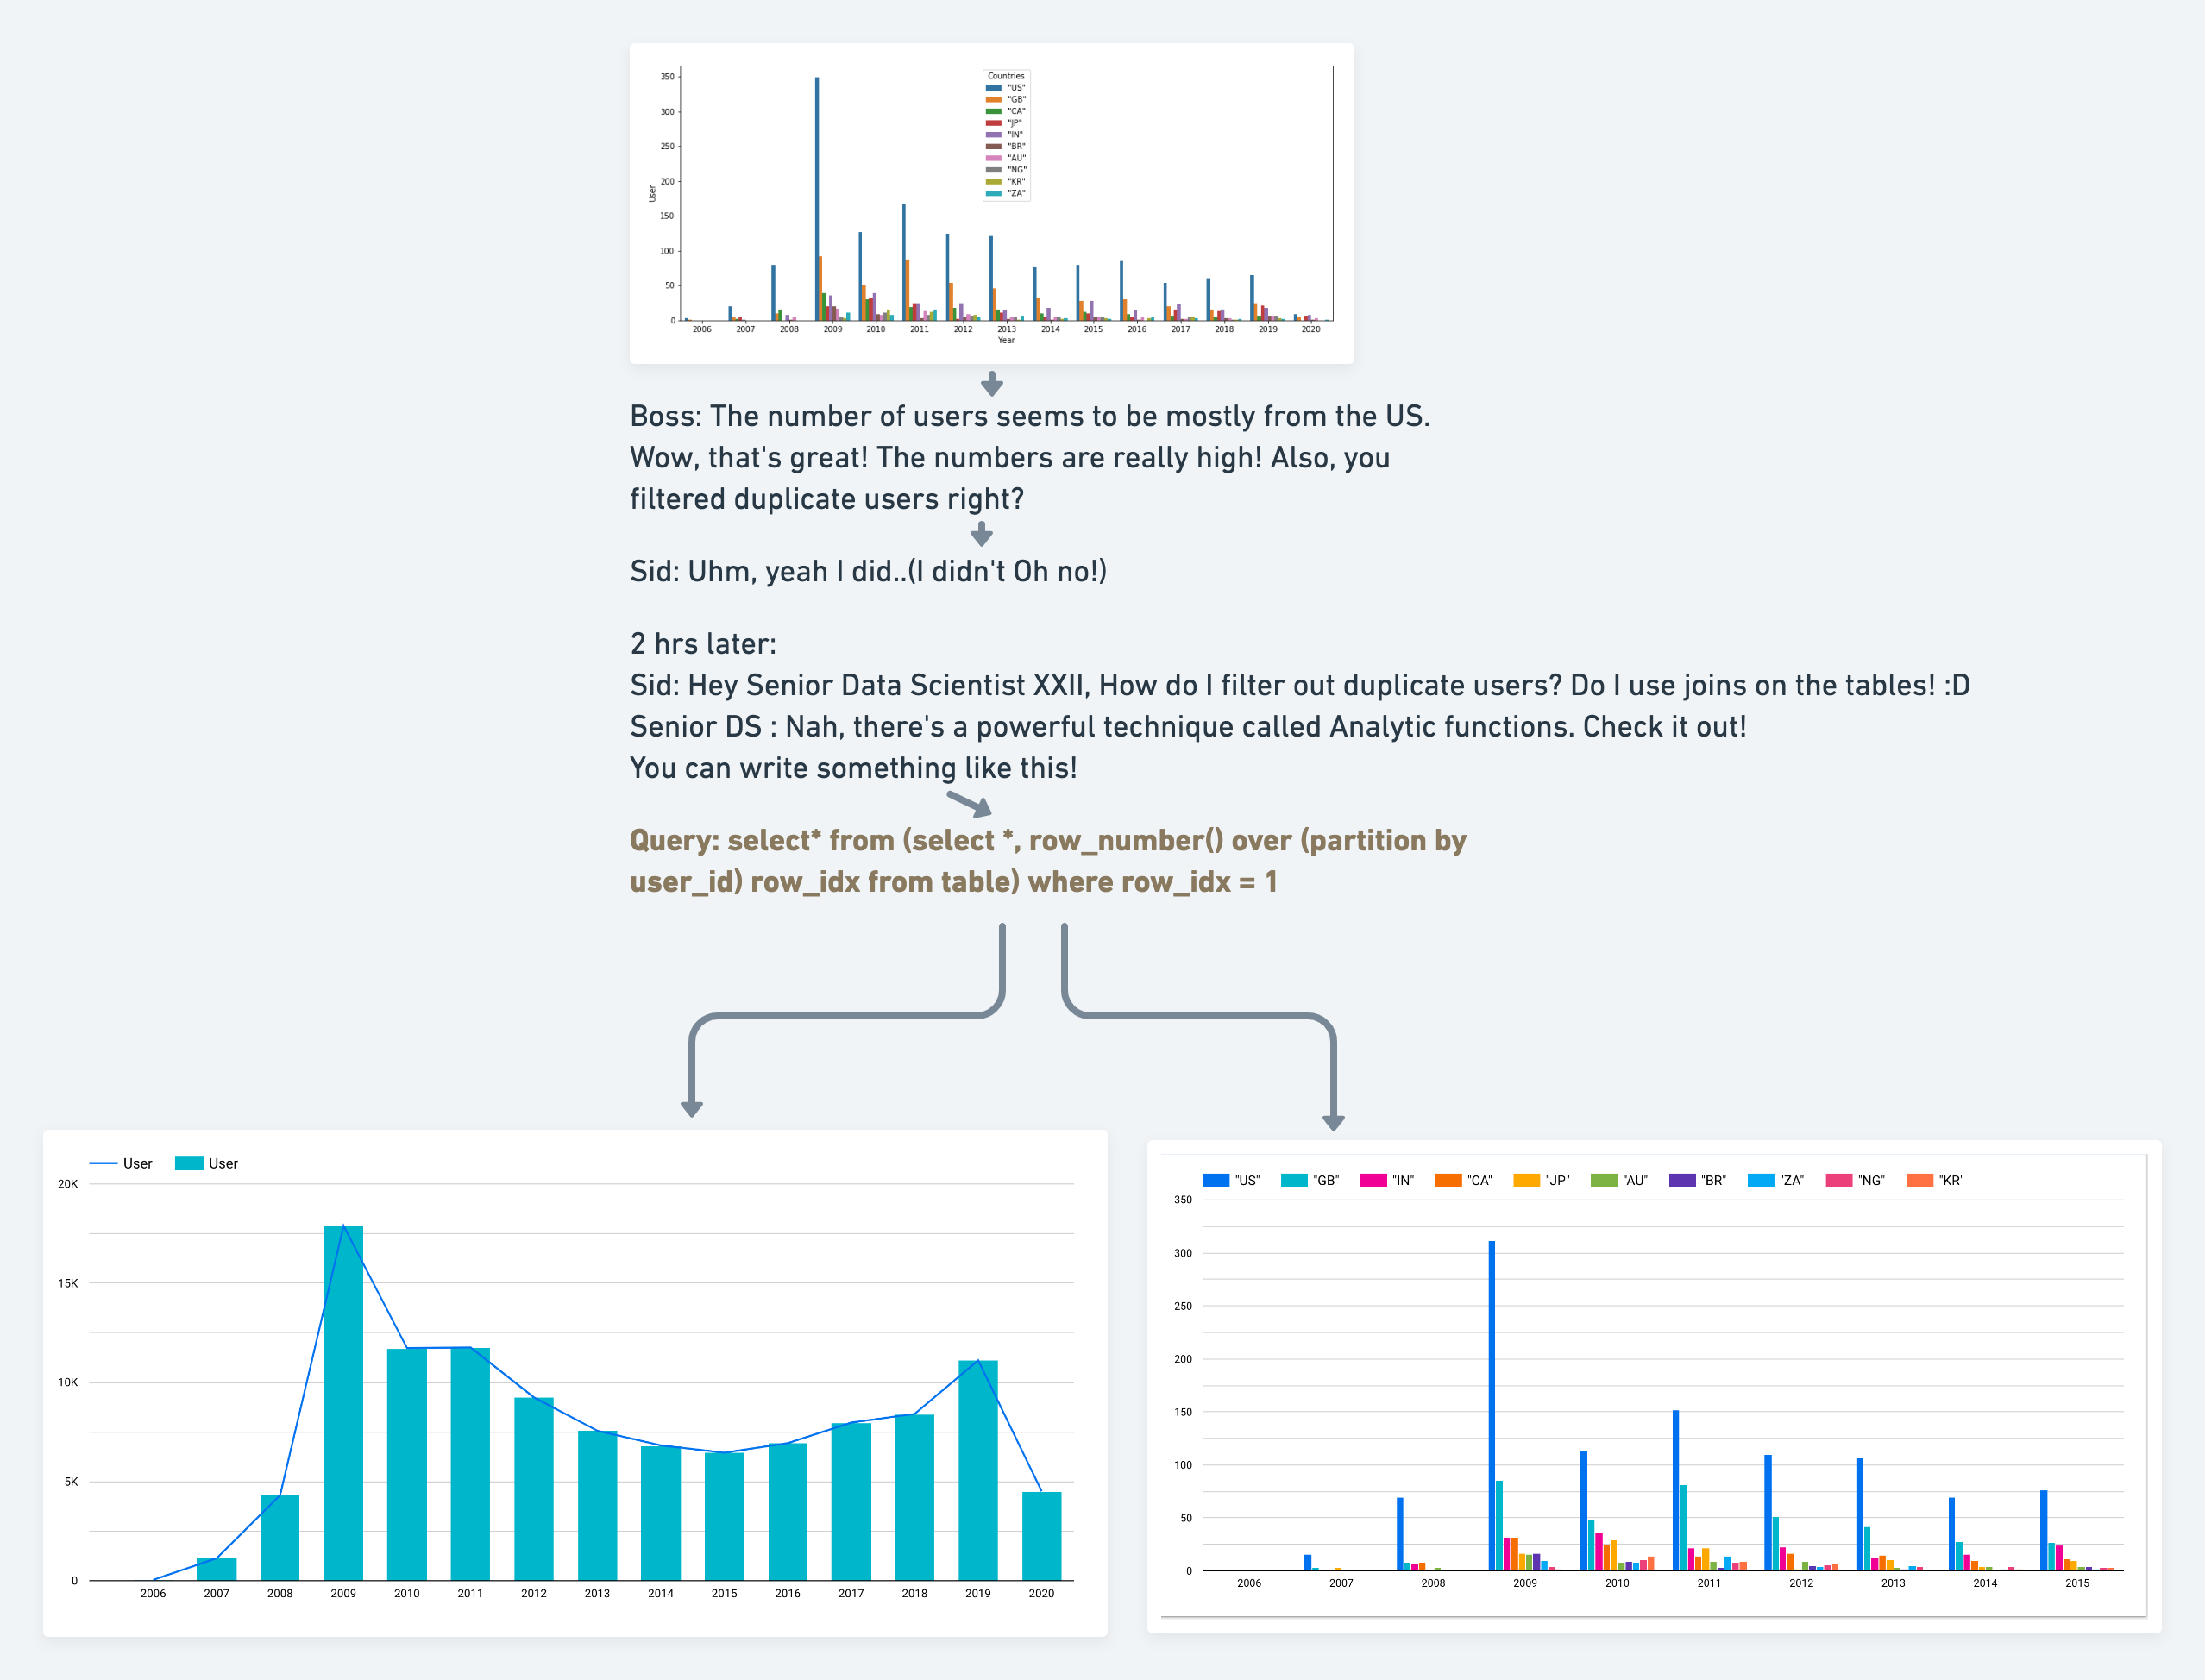 Countries
"US"
"GB"
"CA"
"JP"
"IN"
"BR"
"AU"
"NG"
"KR"
"ZA"
350
300
250
200
150
100
50
0
User
2006 2007 2008 2009 2010 2011 2012 2013 2014 2015 2016 2017 2018 2019 2020
Year
Boss: The number of users seems to be mostly from the US.
Wow, that's great! The numbers are really high! Also, you
filtered duplicate users right?
Sid: Uhm, yeah I did..(I didn't Oh no!)
2 hrs later:
Sid: Hey Senior Data Scientist XXII, How do I filter out duplicate users? Do I use joins on the tables! :D
Senior DS : Nah, there's a powerful technique called Analytic functions. Check it out!
You can write something like this!
Query: select* from (select *, row_number() over (partition by
user_id) row_idx from table) where row_idx = 1
User User
20K
15K
10K
5K
0
2006 2007 2008 2009 2010 2011 2012 2013 2014 2015 2016 2017 2018 2019 2020
"US" "GB" "IN" "CA" "JP" "AU" "BR" "ZA" "NG" "KR"
350
300
250
200
150
100
50
0
2006 2007 2008 2009 2010 2011 2012 2013 2014 2015